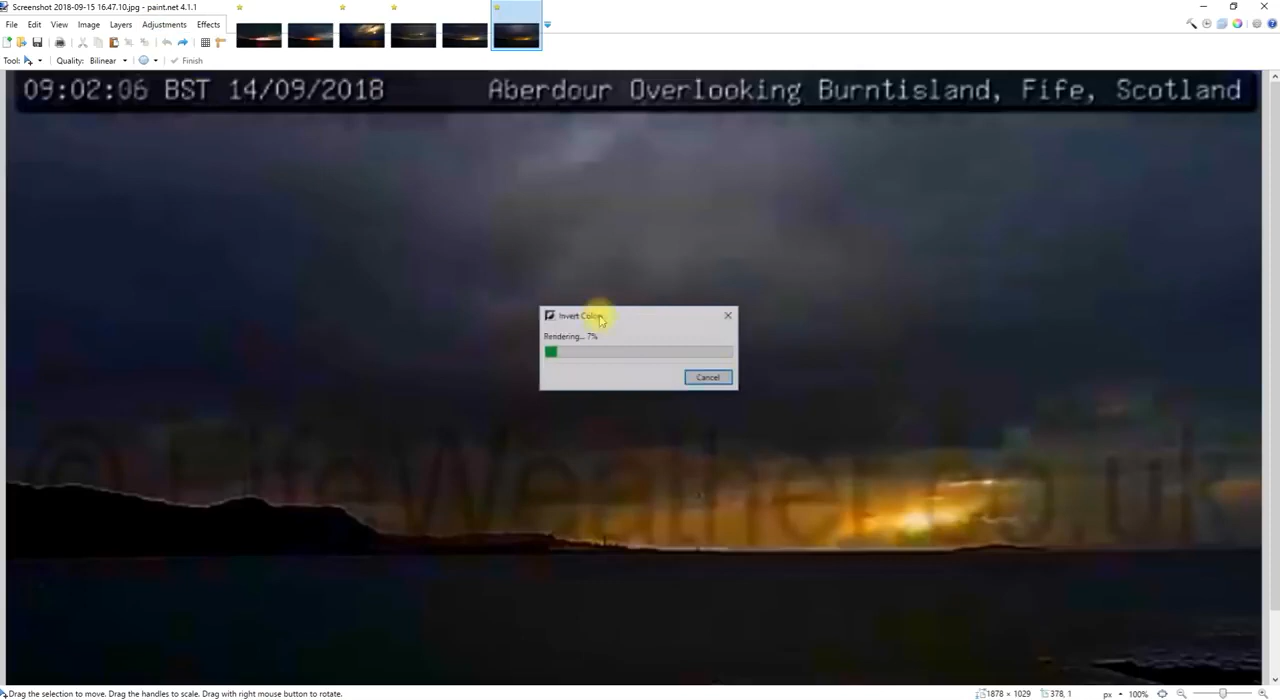 Screenshot 2018-09-15 16.47.10.jpg - paint.net 4.1.1
File Edit View Image Layers Adjustments Effects
Tool: Quality: Bilinear Finish
09:02:06 BST 14/09/2018 Aberdour Overlooking Burntisland, Fife, Scotland
Invert Colors
Rendering... 7%
Cancel
© FifeWeather.co.uk
Drag the selection to move. Drag the handles to scale. Drag with right mouse button to rotate. 1878 × 1029 378, 1 px 100%